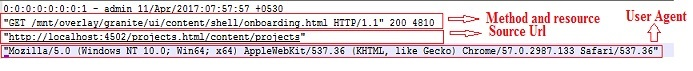 0:0:0:0:0:0:0:1 - admin 11/Apr/2017:07:57:57 +0530
"GET /mnt/overlay/granite/ui/content/shell/onboarding.html HTTP/1.1" 200 4810
Method and resource
User Agent
"http://localhost:4502/projects.html/content/projects"
Source Url
"Mozilla/5.0 (Windows NT 10.0; Win64; x64) AppleWebKit/537.36 (KHTML, like Gecko) Chrome/57.0.2987.133 Safari/537.36"